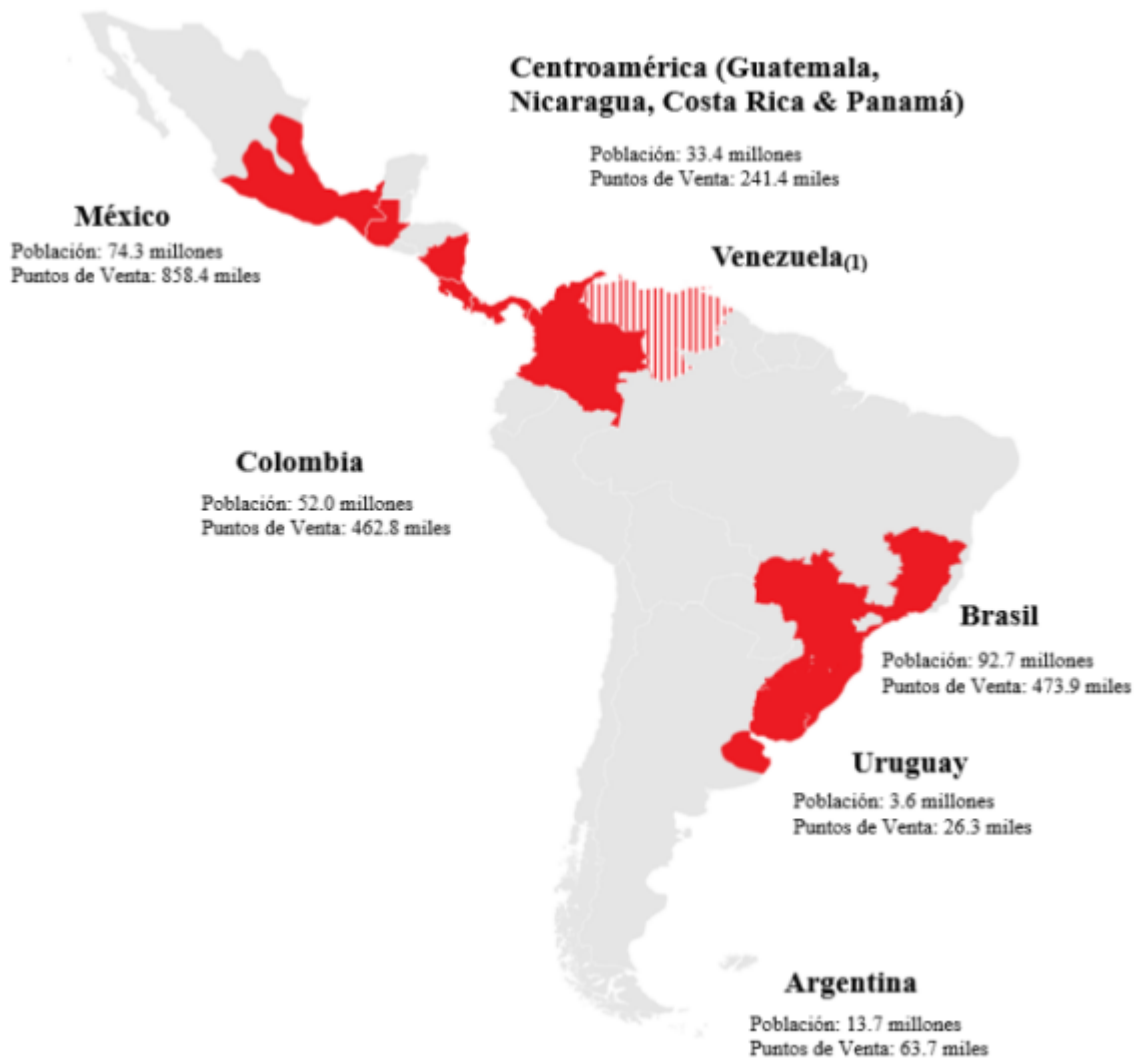 Centroamérica (Guatemala,
Nicaragua, Costa Rica & Panamá)
Población: 33.4 millones
Puntos de Venta: 241.4 miles
México
Población: 74.3 millones
Puntos de Venta: 858.4 miles
Venezuela(1)
Colombia
Población: 52.0 millones
Puntos de Venta: 462.8 miles
Brasil
Población: 92.7 millones
Puntos de Venta: 473.9 miles
Uruguay
Población: 3.6 millones
Puntos de Venta: 26.3 miles
Argentina
Población: 13.7 millones
Puntos de Venta: 63.7 miles